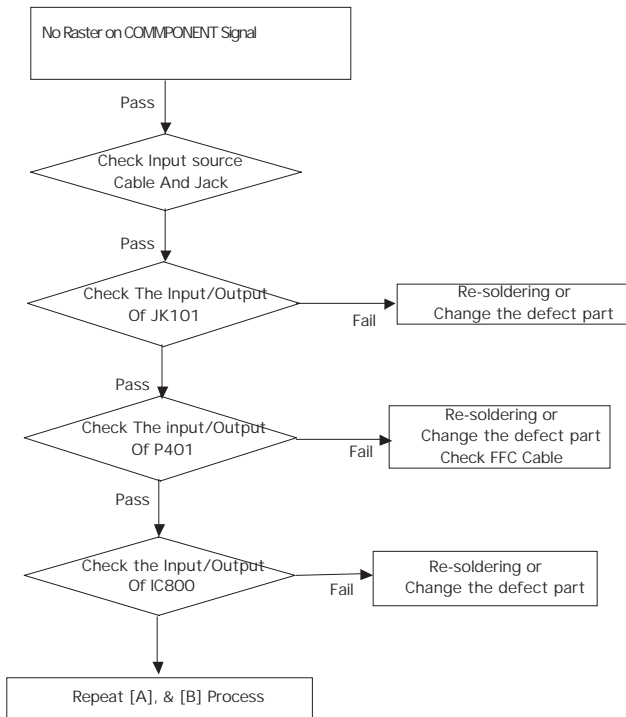 No Raster on COMMPONENT Signal
Pass
Check Input source
Cable And Jack
Pass
Check The Input/Output
Of JK101
Fail
Re-soldering or
Change the defect part
Pass
Check The input/Output
Of P401
Fail
Re-soldering or
Change the defect part
Check FFC Cable
Pass
Check the Input/Output
Of IC800
Fail
Re-soldering or
Change the defect part
Repeat [A], & [B] Process